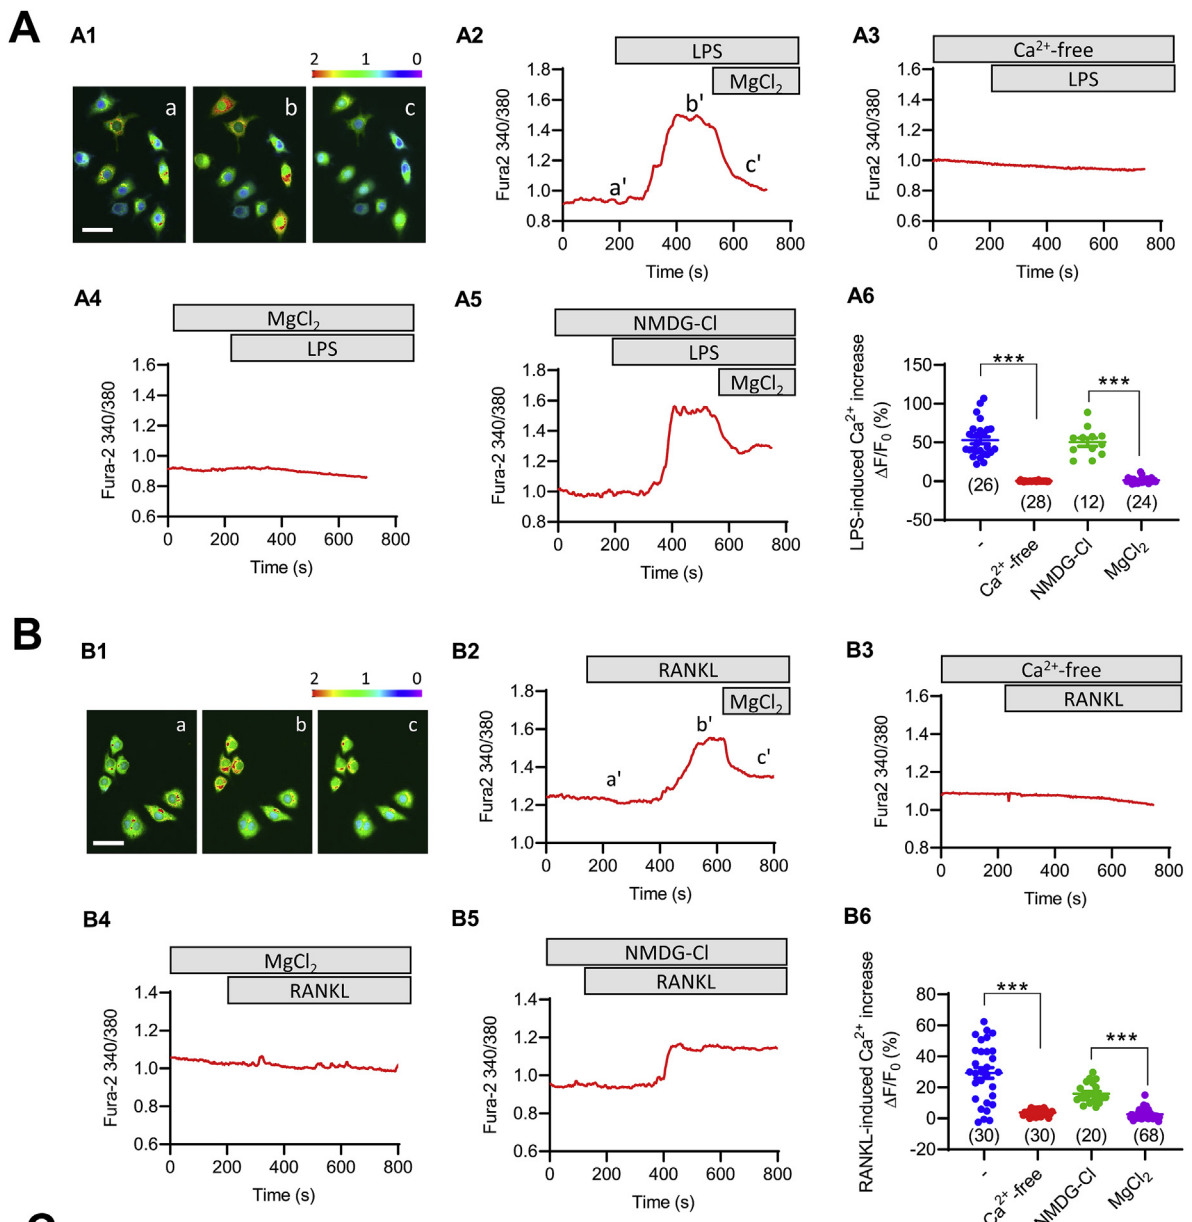 A
A1
2 1 0
a b c
A2
LPS
MgCl2
1.8
1.6
1.4
1.2
1.0
0.8
Fura2 340/380
a' b' c'
0 200 400 600 800
Time (s)
A3
Ca2+-free
LPS
1.6
1.4
1.2
1.0
0.8
0.6
Fura2 340/380
0 200 400 600 800
Time (s)
A4
MgCl2
LPS
1.6
1.4
1.2
1.0
0.8
0.6
Fura-2 340/380
0 200 400 600 800
Time (s)
A5
NMDG-Cl
LPS
MgCl2
1.8
1.6
1.4
1.2
1.0
0.8
Fura-2 340/380
0 200 400 600 800
Time (s)
A6
LPS-induced Ca2+ increase
ΔF/F0 (%)
150
100
50
0
-50
*** ***
(26) (28) (12) (24)
- Ca2+-free NMDG-Cl MgCl2
B
B1
2 1 0
a b c
B2
RANKL
MgCl2
1.8
1.6
1.4
1.2
1.0
Fura2 340/380
a' b' c'
0 200 400 600 800
Time (s)
B3
Ca2+-free
RANKL
1.6
1.4
1.2
1.0
0.8
Fura2 340/380
0 200 400 600 800
Time (s)
B4
MgCl2
RANKL
1.4
1.2
1.0
0.8
0.6
Fura-2 340/380
0 200 400 600 800
Time (s)
B5
NMDG-Cl
RANKL
1.4
1.2
1.0
0.8
0.6
Fura-2 340/380
0 200 400 600 800
Time (s)
B6
RANKL-induced Ca2+ increase
ΔF/F0 (%)
80
60
40
20
0
-20
*** ***
(30) (30) (20) (68)
- Ca2+-free NMDG-Cl MgCl2